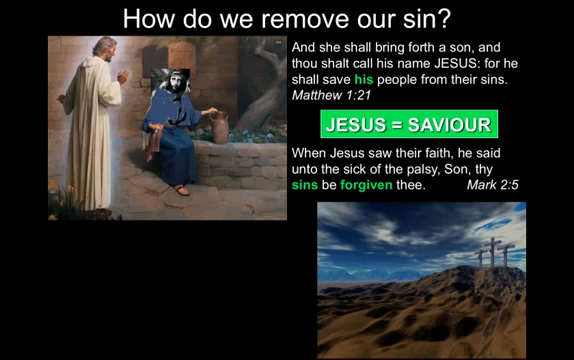 How do we remove our sin?
And she shall bring forth a son, and
thou shalt call his name JESUS: for he
shall save his people from their sins.
Matthew 1:21
JESUS = SAVIOUR
When Jesus saw their faith, he said
unto the sick of the palsy, Son, thy
sins be forgiven thee. Mark 2:5